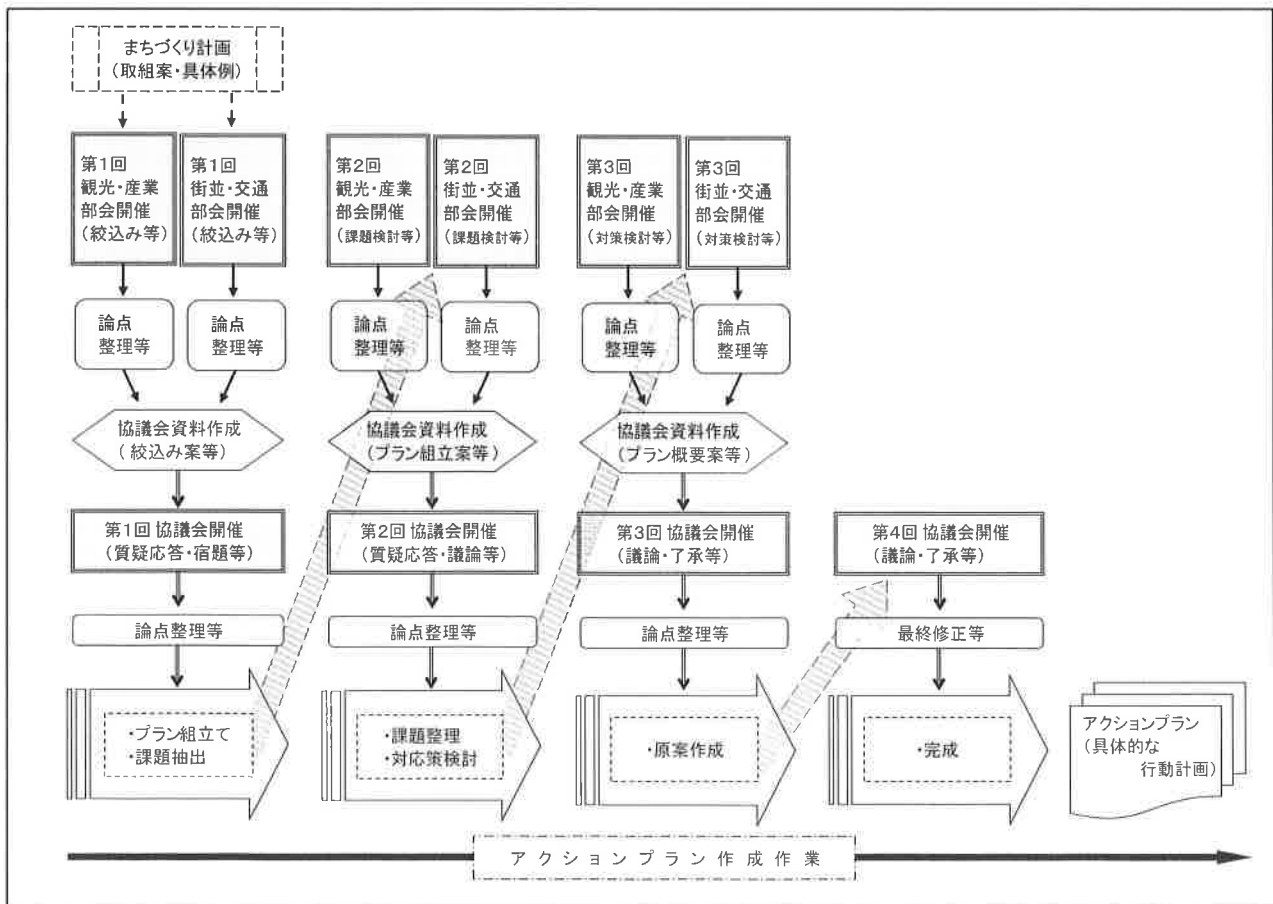 まちづくり計画
(取組案・具体例)
第1回
観光・産業
部会開催
(絞込み等)
第1回
街並・交通
部会開催
(絞込み等)
論点
整理等
論点
整理等
協議会資料作成
(絞込み案等)
第1回 協議会開催
(質疑応答・宿題等)
論点整理等
・プラン組立て
・課題抽出
第2回
観光・産業
部会開催
(課題検討等)
第2回
街並・交通
部会開催
(課題検討等)
論点
整理等
論点
整理等
協議会資料作成
(プラン組立案等)
第2回 協議会開催
(質疑応答・議論等)
論点整理等
・課題整理
・対応策検討
第3回
観光・産業
部会開催
(対策検討等)
第3回
街並・交通
部会開催
(対策検討等)
論点
整理等
論点
整理等
協議会資料作成
(プラン概要案等)
第3回 協議会開催
(議論・了承等)
論点整理等
・原案作成
第4回 協議会開催
(議論・了承等)
最終修正等
・完成
アクションプラン
(具体的な
行動計画)
アクションプラン作成作業